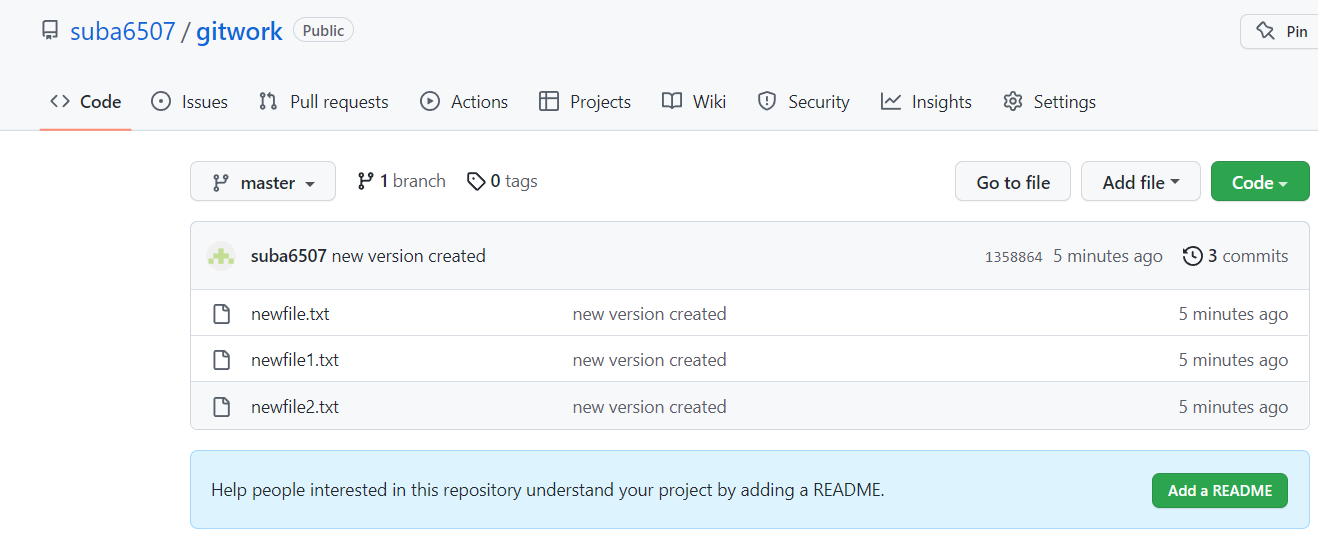 suba6507 / gitwork Public Pin
Code Issues Pull requests Actions Projects Wiki Security Insights Settings
master 1 branch 0 tags Go to file Add file Code
suba6507 new version created 1358864 5 minutes ago 3 commits
newfile.txt new version created 5 minutes ago
newfile1.txt new version created 5 minutes ago
newfile2.txt new version created 5 minutes ago
Help people interested in this repository understand your project by adding a README. Add a README